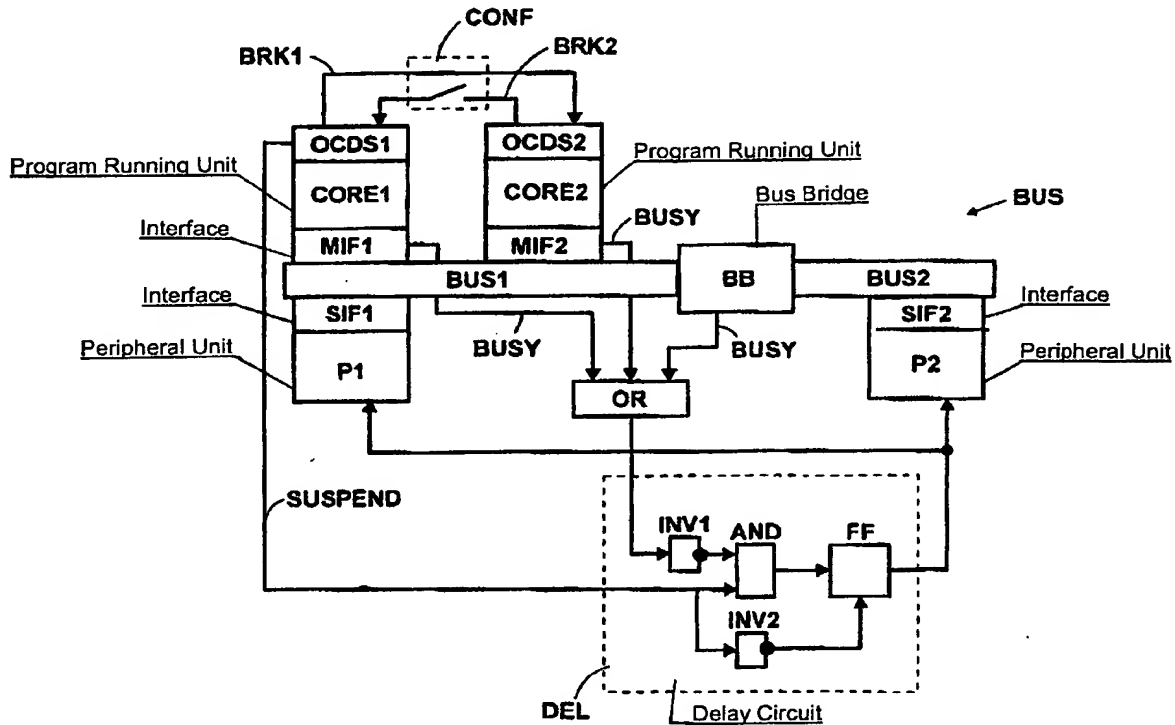 CONF
BRK1
BRK2
OCDS1
OCDS2
Program Running Unit
Program Running Unit
CORE1
CORE2
Bus Bridge
BUS
Interface
BUSY
MIF1
MIF2
BUS1
BB
BUS2
Interface
SIF1
SIF2
Interface
BUSY
BUSY
Peripheral Unit
P1
P2
Peripheral Unit
OR
SUSPEND
INV1
AND
FF
INV2
DEL
Delay Circuit